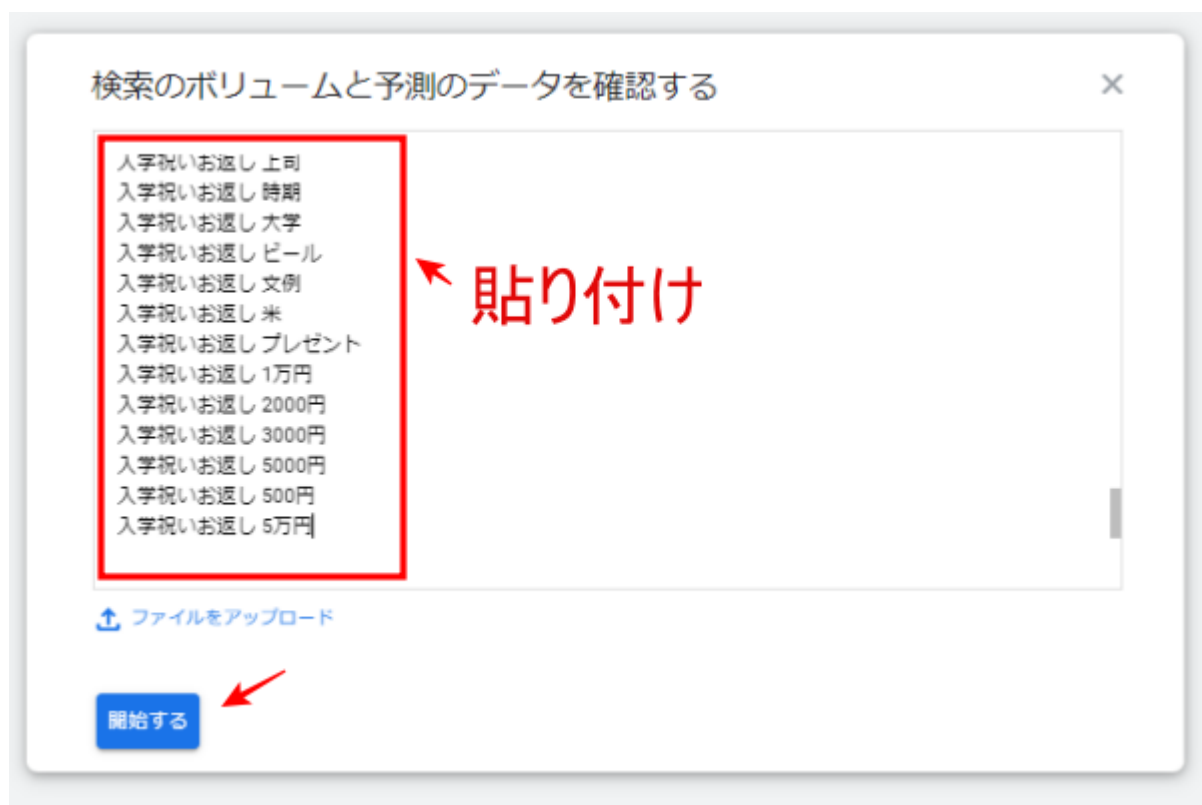 検索のボリュームと予測のデータを確認する
入学祝いお返し 上司
入学祝いお返し 時期
入学祝いお返し 大学
入学祝いお返し ビール
入学祝いお返し 文例
入学祝いお返し 米
入学祝いお返し プレゼント
入学祝いお返し 1万円
入学祝いお返し 2000円
入学祝いお返し 3000円
入学祝いお返し 5000円
入学祝いお返し 500円
入学祝いお返し 5万円
貼り付け
ファイルをアップロード
開始する